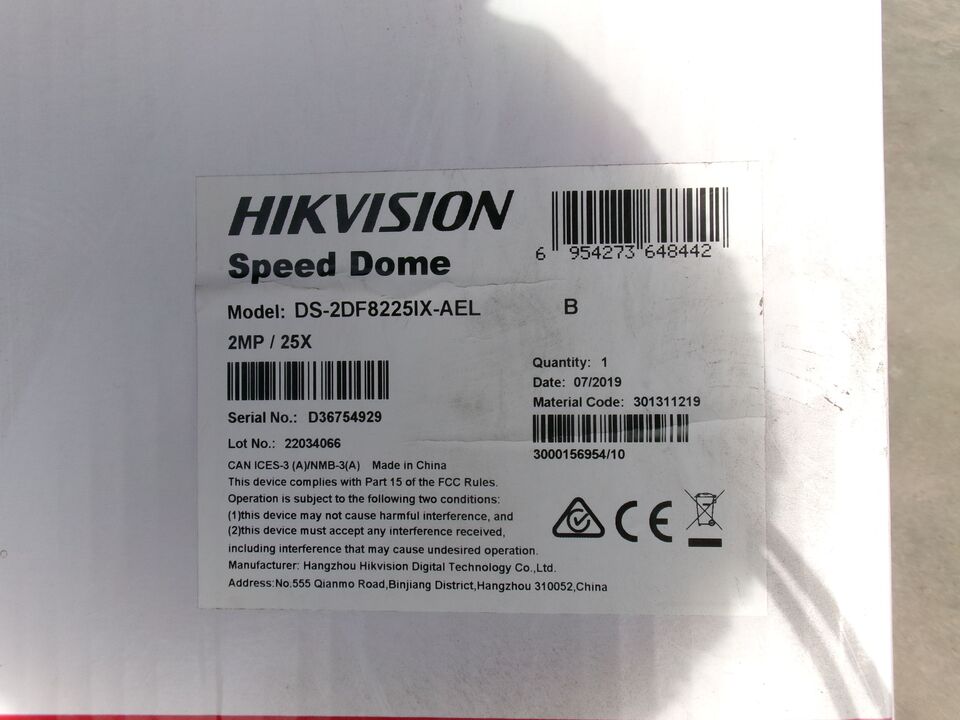 HIKVISION
6 954273 648442
Speed Dome
Model: DS-2DF8225IX-AEL B
2MP / 25X
Quantity: 1
Date: 07/2019
Material Code: 301311219
Serial No.: D36754929
Lot No.: 22034066
3000156954/10
CAN ICES-3 (A)/NMB-3(A) Made in China
This device complies with Part 15 of the FCC Rules.
Operation is subject to the following two conditions:
(1)this device may not cause harmful interference, and
(2)this device must accept any interference received,
including interference that may cause undesired operation.
CE
Manufacturer: Hangzhou Hikvision Digital Technology Co.,Ltd.
Address:No.555 Qianmo Road,Binjiang District,Hangzhou 310052,China